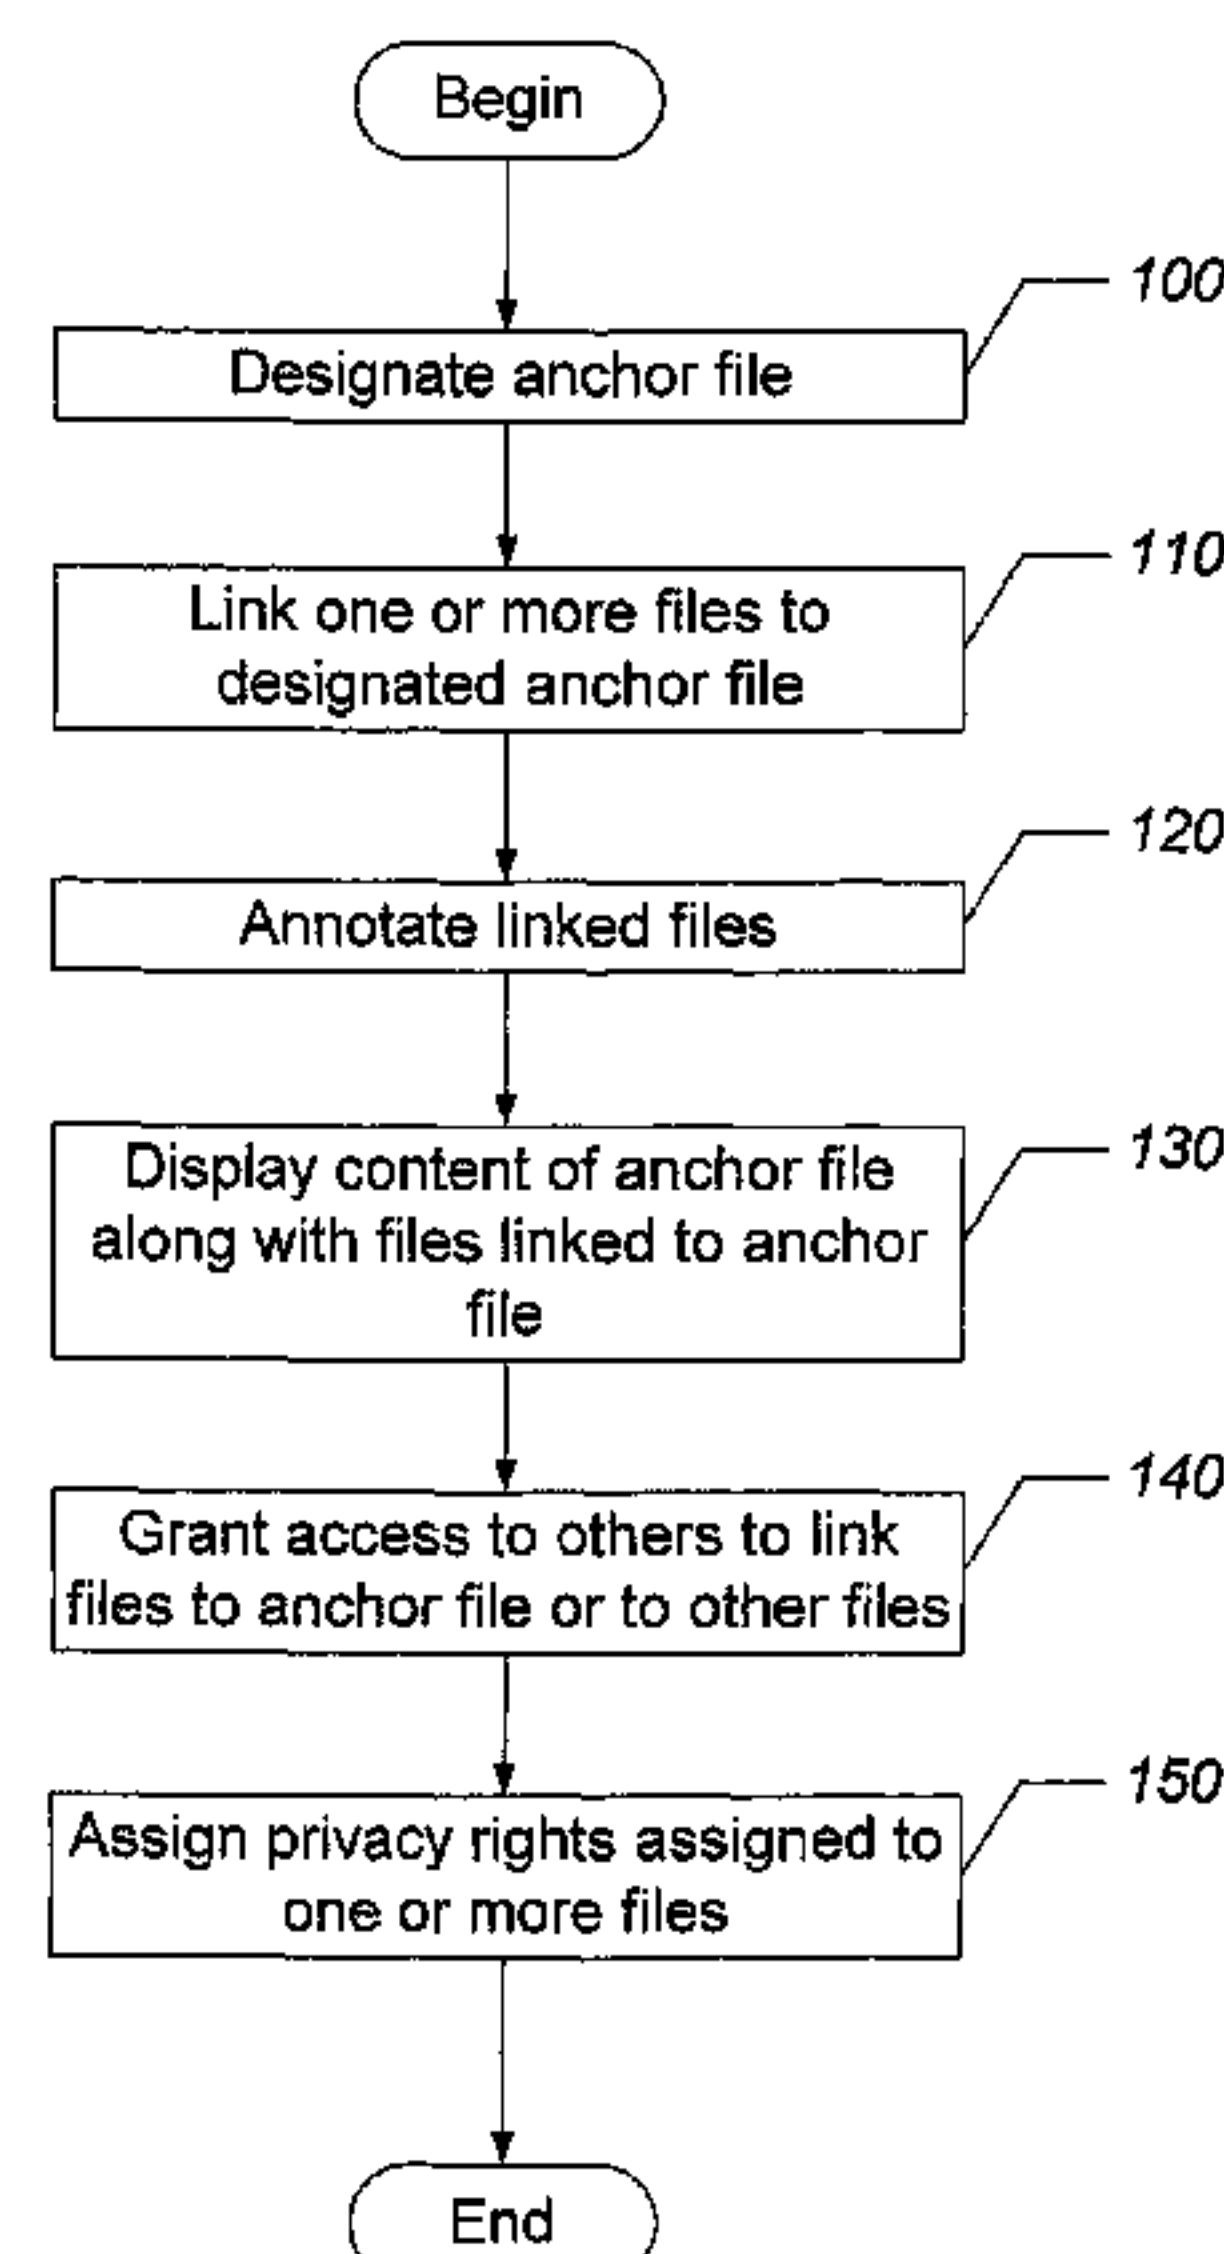 Begin
100
Designate anchor file
110
Link one or more files to
designated anchor file
120
Annotate linked files
130
Display content of anchor file
along with files linked to anchor
file
140
Grant access to others to link
files to anchor file or to other files
150
Assign privacy rights assigned to
one or more files
End